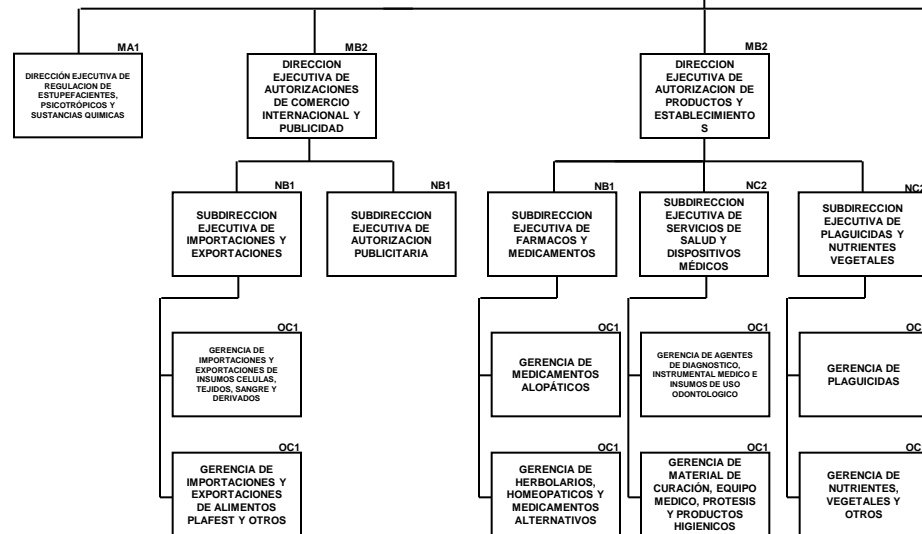 MA1
DIRECCIÓN EJECUTIVA DE
REGULACION DE
ESTUPEFACIENTES,
PSICOTRÓPICOS Y
SUSTANCIAS QUIMICAS
MB2
DIRECCION
EJECUTIVA DE
AUTORIZACIONES
DE COMERCIO
INTERNACIONAL Y
PUBLICIDAD
MB2
DIRECCION
EJECUTIVA DE
AUTORIZACION DE
PRODUCTOS Y
ESTABLECIMIENTO
S
NB1
SUBDIRECCION
EJECUTIVA DE
IMPORTACIONES Y
EXPORTACIONES
NB1
SUBDIRECCION
EJECUTIVA DE
AUTORIZACION
PUBLICITARIA
NB1
SUBDIRECCION
EJECUTIVA DE
FARMACOS Y
MEDICAMENTOS
NC2
SUBDIRECCION
EJECUTIVA DE
SERVICIOS DE
SALUD Y
DISPOSITIVOS
MÉDICOS
NC2
SUBDIRECCION
EJECUTIVA DE
PLAGUICIDAS Y
NUTRIENTES
VEGETALES
OC1
GERENCIA DE
IMPORTACIONES Y
EXPORTACIONES DE
INSUMOS CELULAS,
TEJIDOS, SANGRE Y
DERIVADOS
OC1
GERENCIA DE
MEDICAMENTOS
ALOPÁTICOS
OC1
GERENCIA DE AGENTES
DE DIAGNOSTICO,
INSTRUMENTAL MEDICO E
INSUMOS DE USO
ODONTOLOGICO
OC
GERENCIA DE
PLAGUICIDAS
OC1
GERENCIA DE
IMPORTACIONES Y
EXPORTACIONES
DE ALIMENTOS
PLAFEST Y OTROS
OC1
GERENCIA DE
HERBOLARIOS,
HOMEOPATICOS Y
MEDICAMENTOS
ALTERNATIVOS
OC1
GERENCIA DE
MATERIAL DE
CURACIÓN, EQUIPO
MEDICO, PROTESIS
Y PRODUCTOS
HIGIENICOS
OC
GERENCIA DE
NUTRIENTES,
VEGETALES Y
OTROS